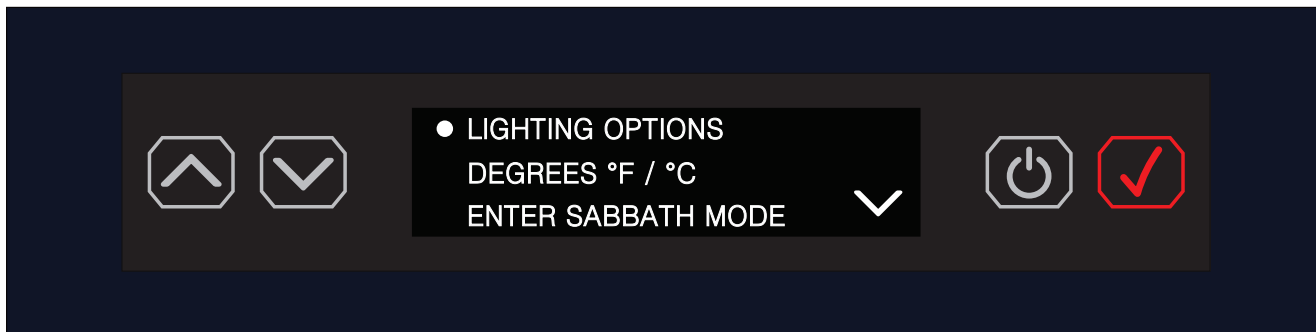 LIGHTING OPTIONS
DEGREES °F / °C
ENTER SABBATH MODE